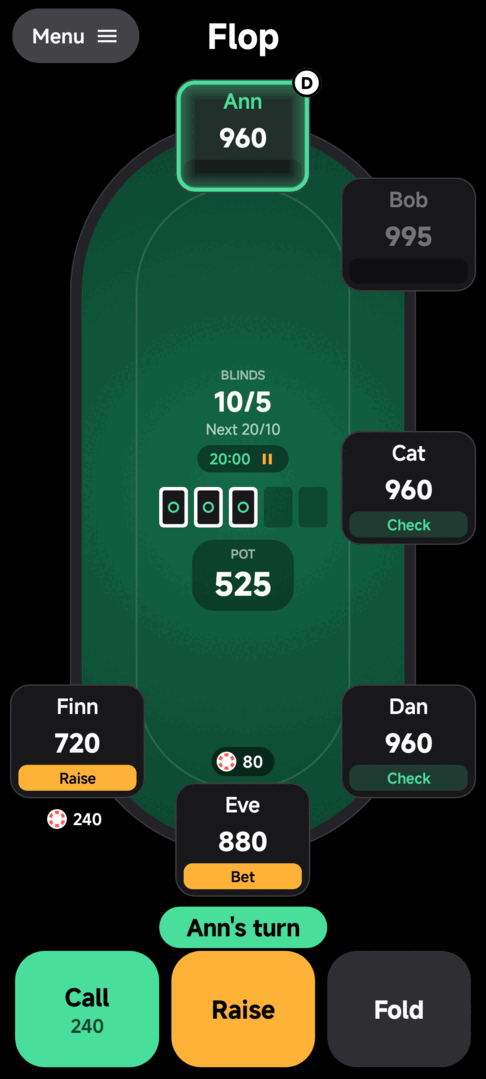 Menu
Flop
D
Ann
960
Bob
995
BLINDS
10/5
Next 20/10
20:00
Cat
960
Check
POT
525
Finn
720
Raise
240
Dan
960
Check
80
Eve
880
Bet
Ann's turn
Call
240
Raise
Fold